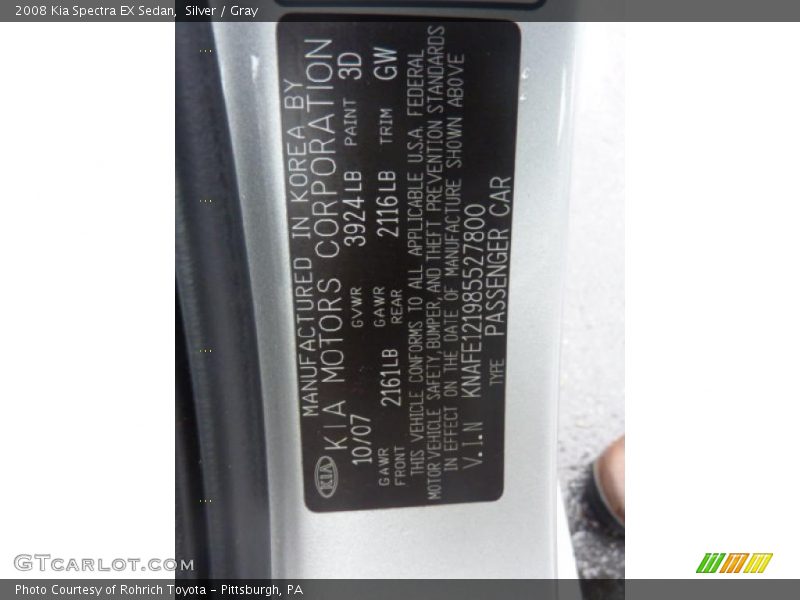 2008 Kia Spectra EX Sedan,  Silver / Gray
MANUFACTURED IN KOREA BY
KIA KIA MOTORS CORPORATION
10/07 GVWR 3924LB PAINT 3D
GAWR FRONT 2161LB GAWR REAR 2116LB TRIM GW
THIS VEHICLE CONFORMS TO ALL APPLICABLE U.S.A. FEDERAL
MOTOR VEHICLE SAFETY, BUMPER, AND THEFT PREVENTION STANDARDS
IN EFFECT ON THE DATE OF MANUFACTURE SHOWN ABOVE
V.I.N KNAFE121985527800
TYPE PASSENGER CAR
GTcarlot.com
Photo Courtesy of Rohrich Toyota - Pittsburgh, PA